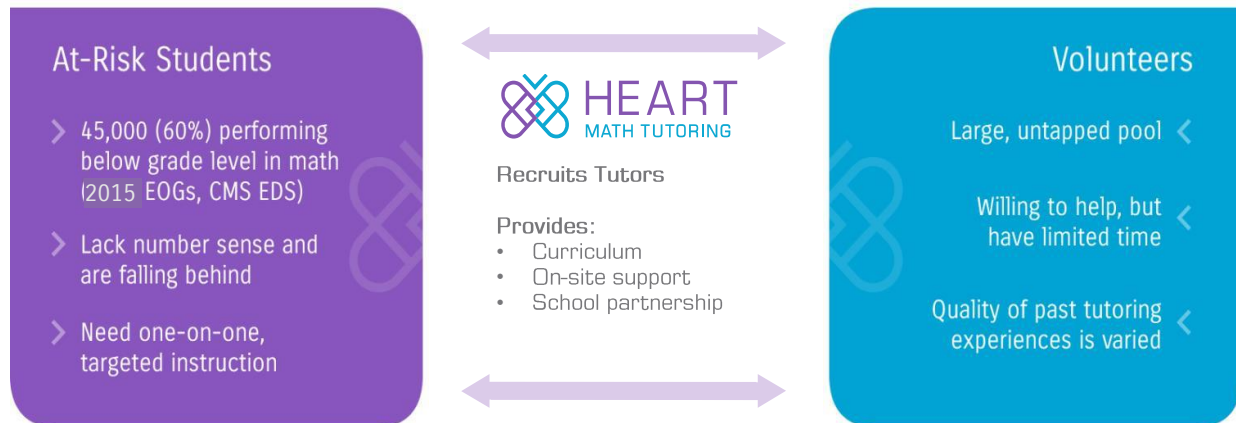 At-Risk Students
45,000 (60%) performing
below grade level in math
(2015 EOGs, CMS EDS)
Lack number sense and
are falling behind
Need one-on-one,
targeted instruction
HEART
MATH TUTORING
Recruits Tutors
Provides:
• Curriculum
• On-site support
• School partnership
Volunteers
Large, untapped pool
Willing to help, but
have limited time
Quality of past tutoring
experiences is varied